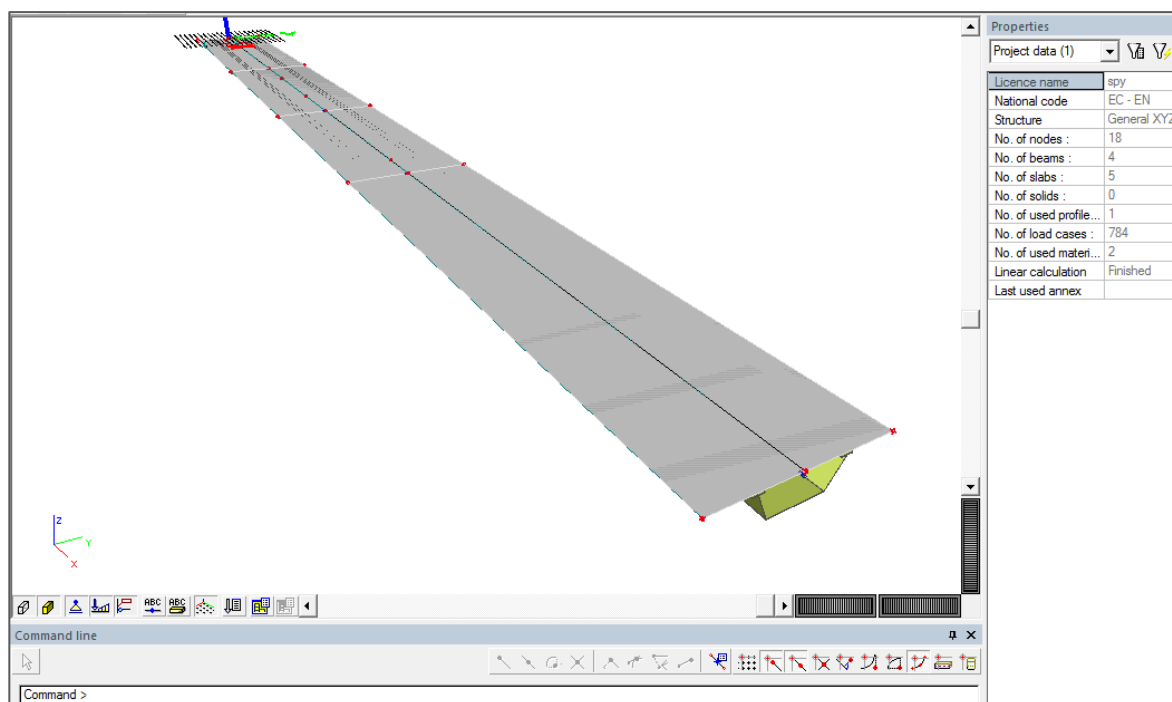 Properties
Project data (1)
Licence name spy
National code EC - EN
Structure General XYZ
No. of nodes : 18
No. of beams : 4
No. of slabs : 5
No. of solids : 0
No. of used profile... 1
No. of load cases : 784
No. of used materi... 2
Linear calculation Finished
Last used annex
Z
Y
X
ABC ABC
Command line
Command >